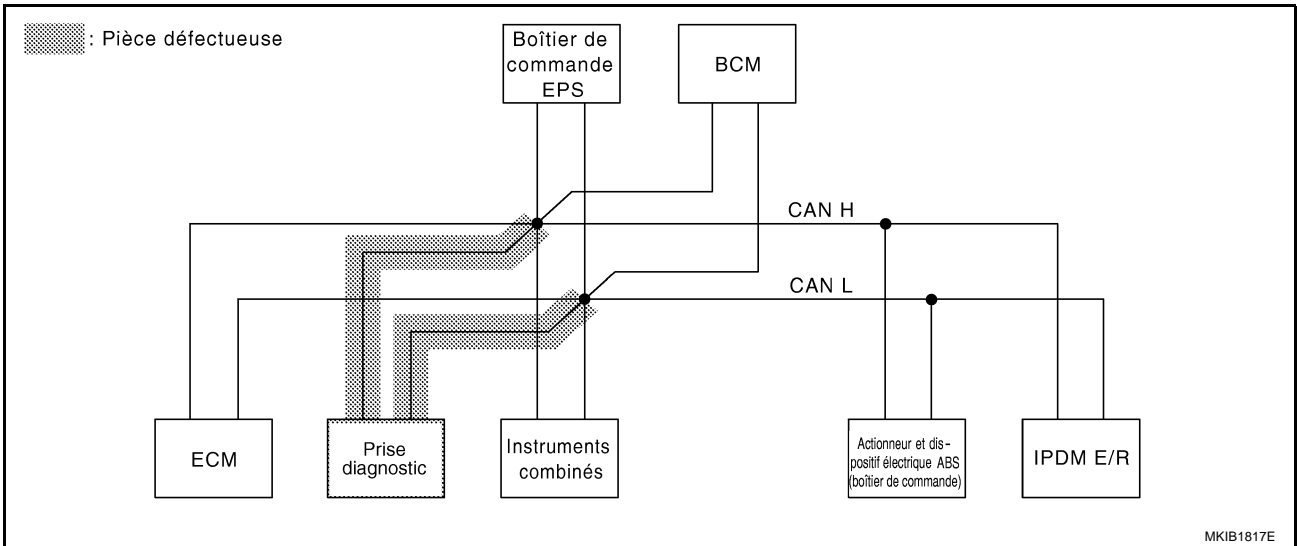 : Pièce défectueuse
Boîtier de
commande
EPS
BCM
CAN H
CAN L
ECM
Prise
diagnostic
Instruments
combinés
Actionneur et dis-
positif électrique ABS
(boîtier de commande)
IPDM E/R
MKIB1817E